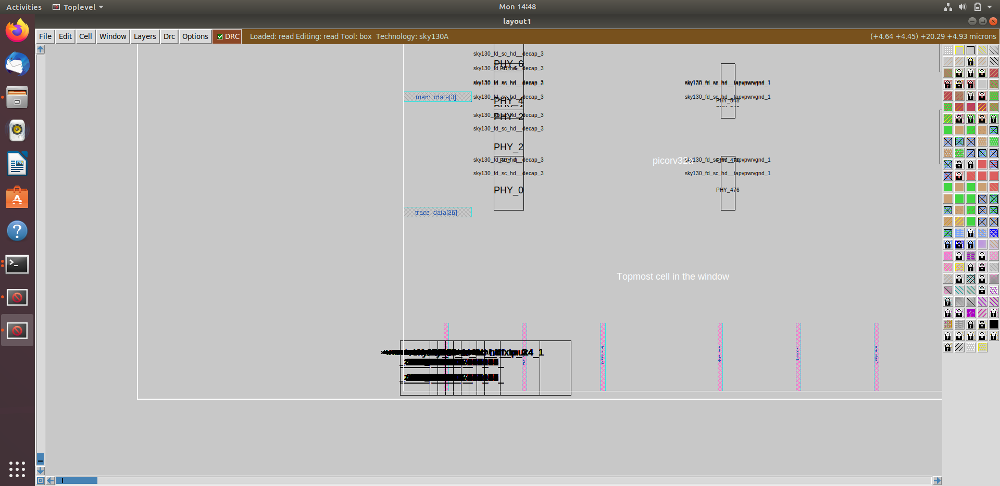 Activities
Toplevel
Mon 14:48
layout1
File Edit Cell Window Layers Drc Options DRC Loaded: read Editing: read Tool: box Technology: sky130A (+4.64 +4.45) +20.29 +4.93 microns
sky130_fd_sc_hd__decap_3
PHY_6
sky130_fd_sc_hd__decap_3
sky130_fd_sc_hd__decap_3
sky130_fd_sc_hd__tapvpwrvgnd_1
mem_rdata[3]
sky130_fd_sc_hd__decap_3
sky130_fd_sc_hd__tapvpwrvgnd_1
PHY_4
PHY_548
sky130_fd_sc_hd__decap_3
PHY_2
sky130_fd_sc_hd__decap_3
PHY_2
sky130_fd_sc_hd__decap_3
PHY_0
picorv32a
sky130_fd_sc_hd__tapvpwrvgnd_1
PHY_476
sky130_fd_sc_hd__decap_3
sky130_fd_sc_hd__tapvpwrvgnd_1
PHY_0
PHY_476
trace_data[26]
Topmost cell in the window